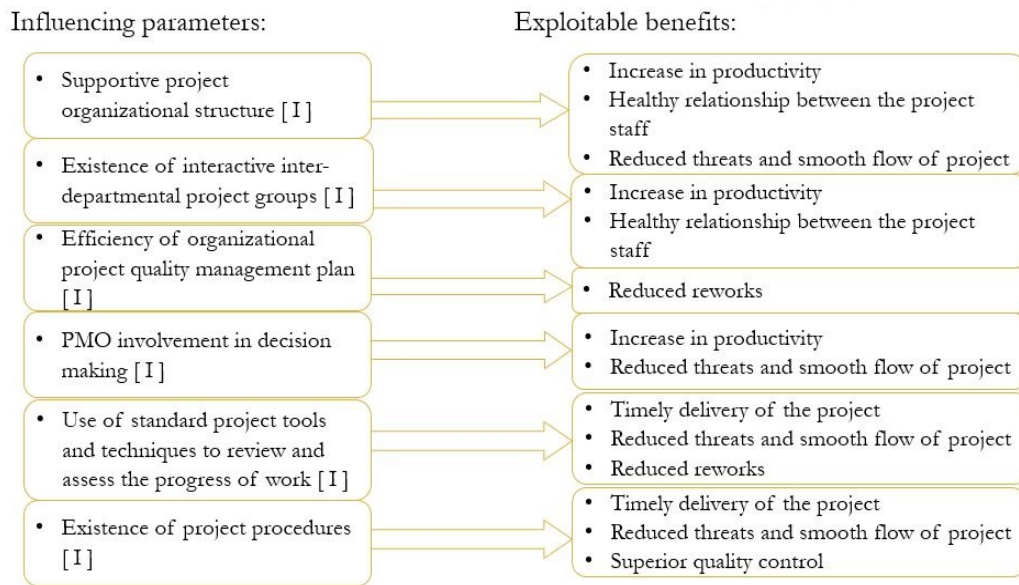 Influencing parameters:
Exploitable benefits:
• Supportive project
organizational structure [ I ]
• Increase in productivity
• Healthy relationship between the project
staff
• Reduced threats and smooth flow of project
• Existence of interactive inter-
departmental project groups [ I ]
• Increase in productivity
• Healthy relationship between the project
staff
• Efficiency of organizational
project quality management plan
[ I ]
• Reduced reworks
• PMO involvement in decision
making [ I ]
• Increase in productivity
• Reduced threats and smooth flow of project
• Use of standard project tools
and techniques to review and
assess the progress of work [ I ]
• Timely delivery of the project
• Reduced threats and smooth flow of project
• Reduced reworks
• Existence of project procedures
[ I ]
• Timely delivery of the project
• Reduced threats and smooth flow of project
• Superior quality control